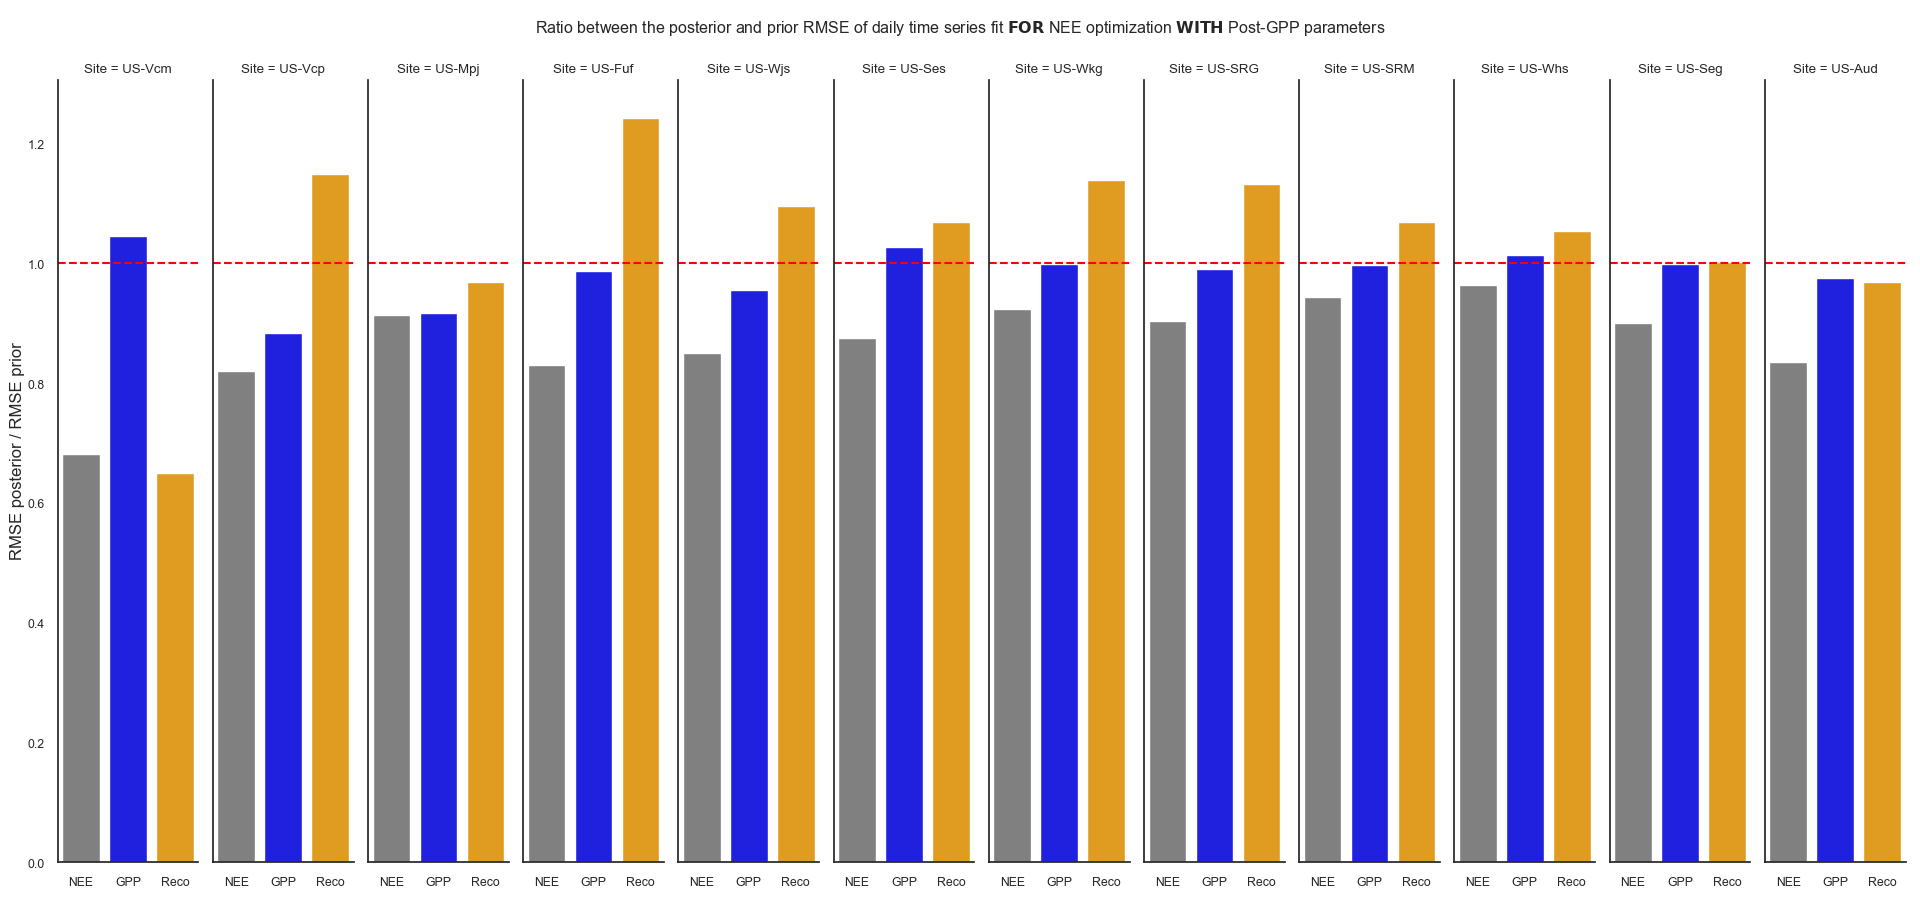 Ratio between the posterior and prior RMSE of daily time series fit FOR NEE optimization WITH Post-GPP parameters
Site = US-Vcm Site = US-Vcp Site = US-Mpj Site = US-Fuf Site = US-Wjs Site = US-Ses Site = US-Wkg Site = US-SRG Site = US-SRM Site = US-Whs Site = US-Seg Site = US-Aud
RMSE posterior / RMSE prior
1.2
1.0
0.8
0.6
0.4
0.2
0.0
NEE GPP Reco NEE GPP Reco NEE GPP Reco NEE GPP Reco NEE GPP Reco NEE GPP Reco NEE GPP Reco NEE GPP Reco NEE GPP Reco NEE GPP Reco NEE GPP Reco NEE GPP Reco